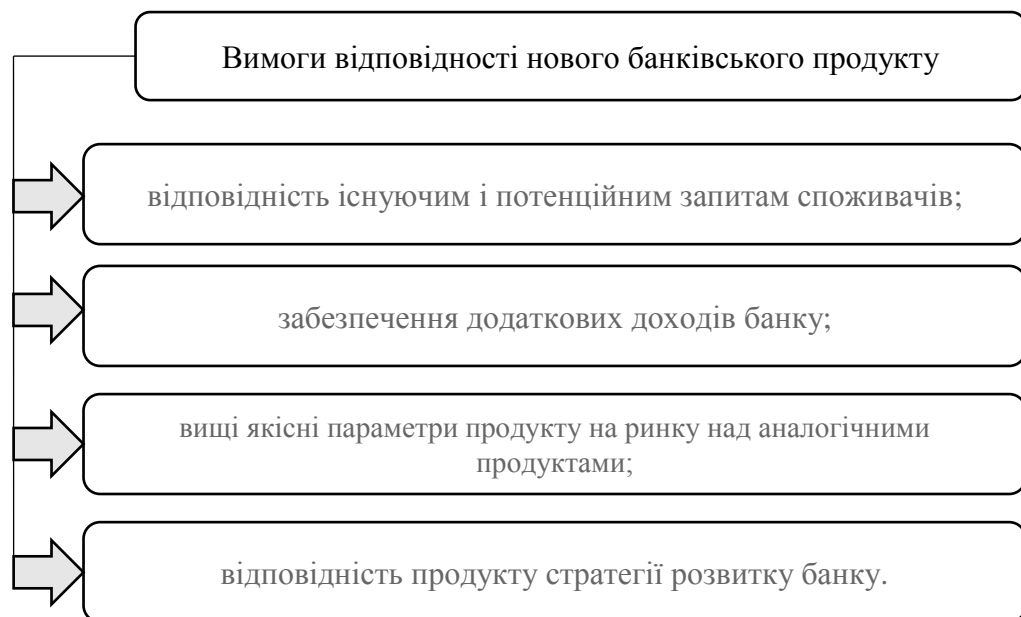 Вимоги відповідності нового банківського продукту
відповідність існуючим і потенційним запитам споживачів;
забезпечення додаткових доходів банку;
вищі якісні параметри продукту на ринку над аналогічними
продуктами;
відповідність продукту стратегії розвитку банку.